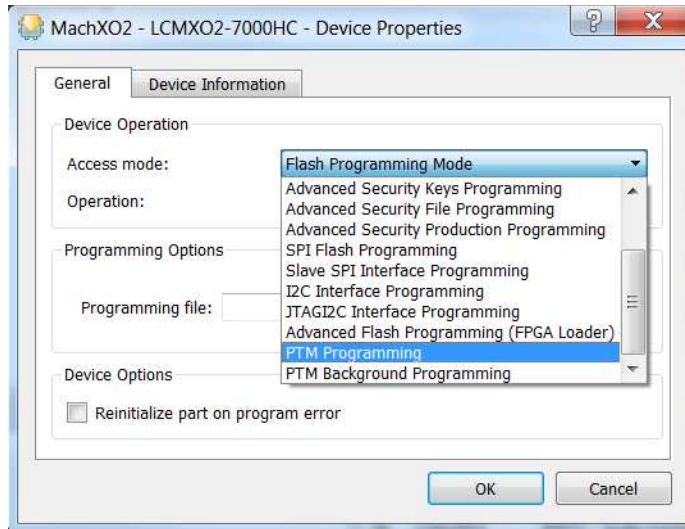 MachXO2 - LCMXO2-7000HC - Device Properties
General
Device Information
Device Operation
Access mode:
Flash Programming Mode
Operation:
Advanced Security Keys Programming
Advanced Security File Programming
Advanced Security Production Programming
SPI Flash Programming
Slave SPI Interface Programming
I2C Interface Programming
JTAGI2C Interface Programming
Advanced Flash Programming (FPGA Loader)
PTM Programming
PTM Background Programming
Programming Options
Programming file:
Device Options
Reinitialize part on program error
OK
Cancel